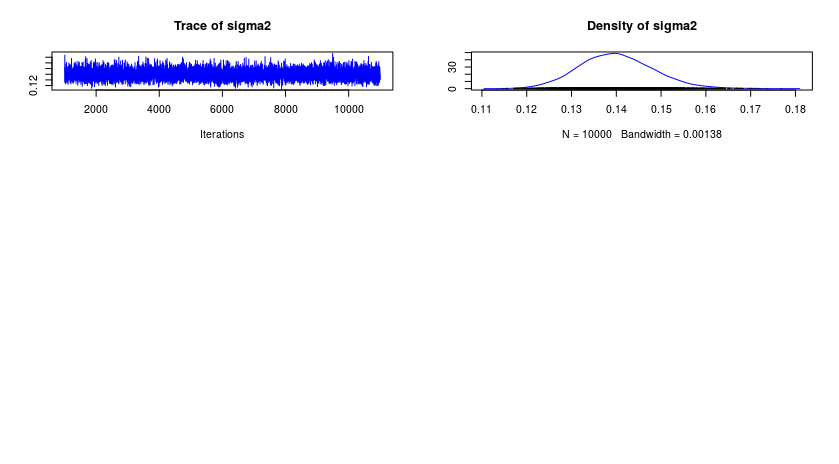 Trace of sigma2
0.12
2000 4000 6000 8000 10000
Iterations
Density of sigma2
0 30
0.11 0.12 0.13 0.14 0.15 0.16 0.17 0.18
N = 10000 Bandwidth = 0.00138